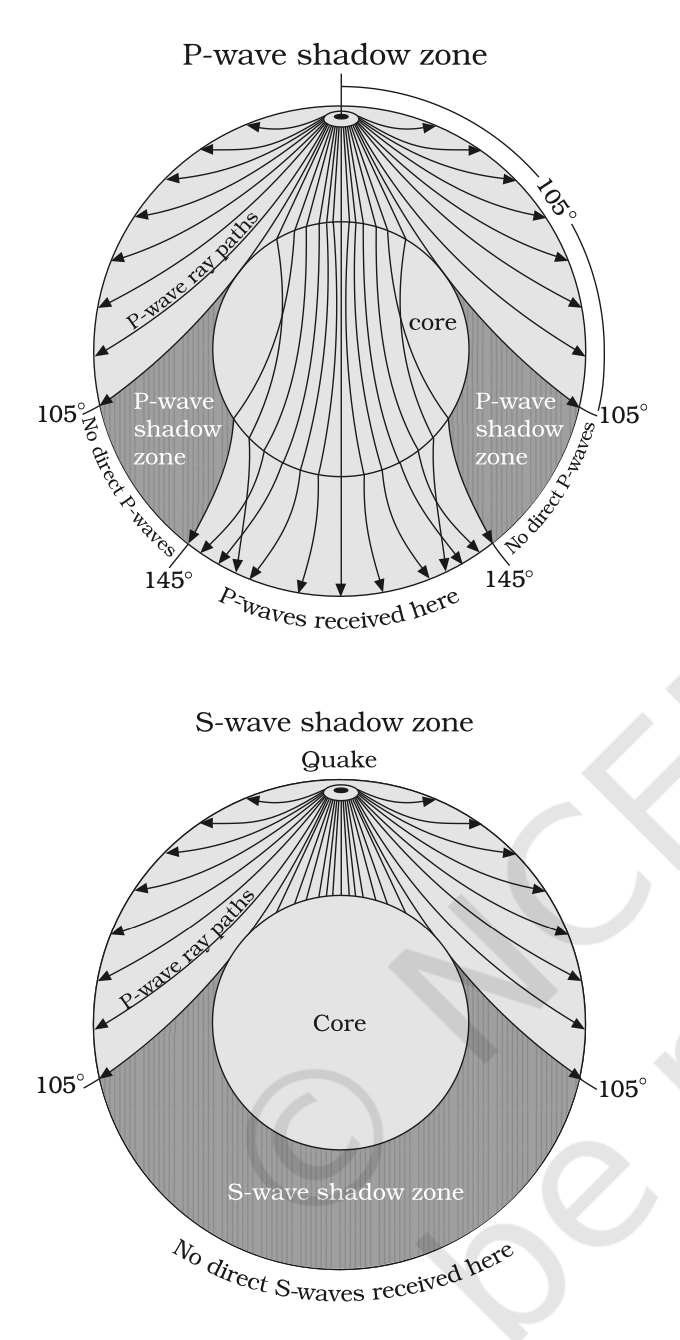 P-wave shadow zone
105°
P-wave ray paths
core
P-wave
shadow
zone
P-wave
shadow
zone
105°
105°
No direct P-waves
No direct P-waves
145°
145°
P-waves received here
S-wave shadow zone
Quake
P-wave ray paths
Core
105°
105°
S-wave shadow zone
No direct S-waves received here
©
be